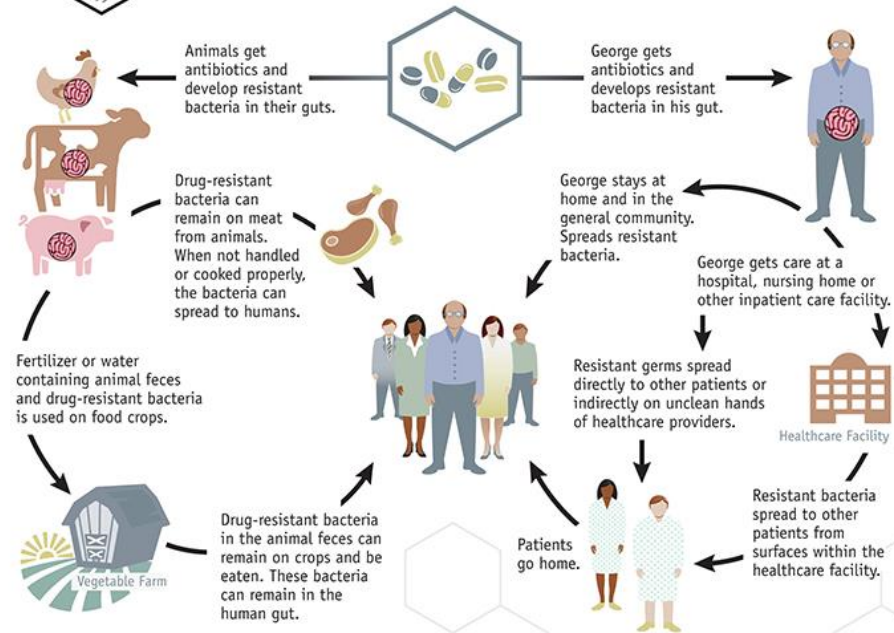 Animals get
antibiotics and
develop resistant
bacteria in their guts.
George gets
antibiotics and
develops resistant
bacteria in his gut.
Drug-resistant
bacteria can
remain on meat
from animals.
When not handled
or cooked properly,
the bacteria can
spread to humans.
George stays at
home and in the
general community.
Spreads resistant
bacteria.
George gets care at a
hospital, nursing home or
other inpatient care facility.
Fertilizer or water
containing animal feces
and drug-resistant bacteria
is used on food crops.
Resistant germs spread
directly to other patients or
indirectly on unclean hands
of healthcare providers.
Healthcare Facility
Vegetable Farm
Drug-resistant bacteria
in the animal feces can
remain on crops and be
eaten. These bacteria
can remain in the
human gut.
Patients
go home.
Resistant bacteria
spread to other
patients from
surfaces within the
healthcare facility.